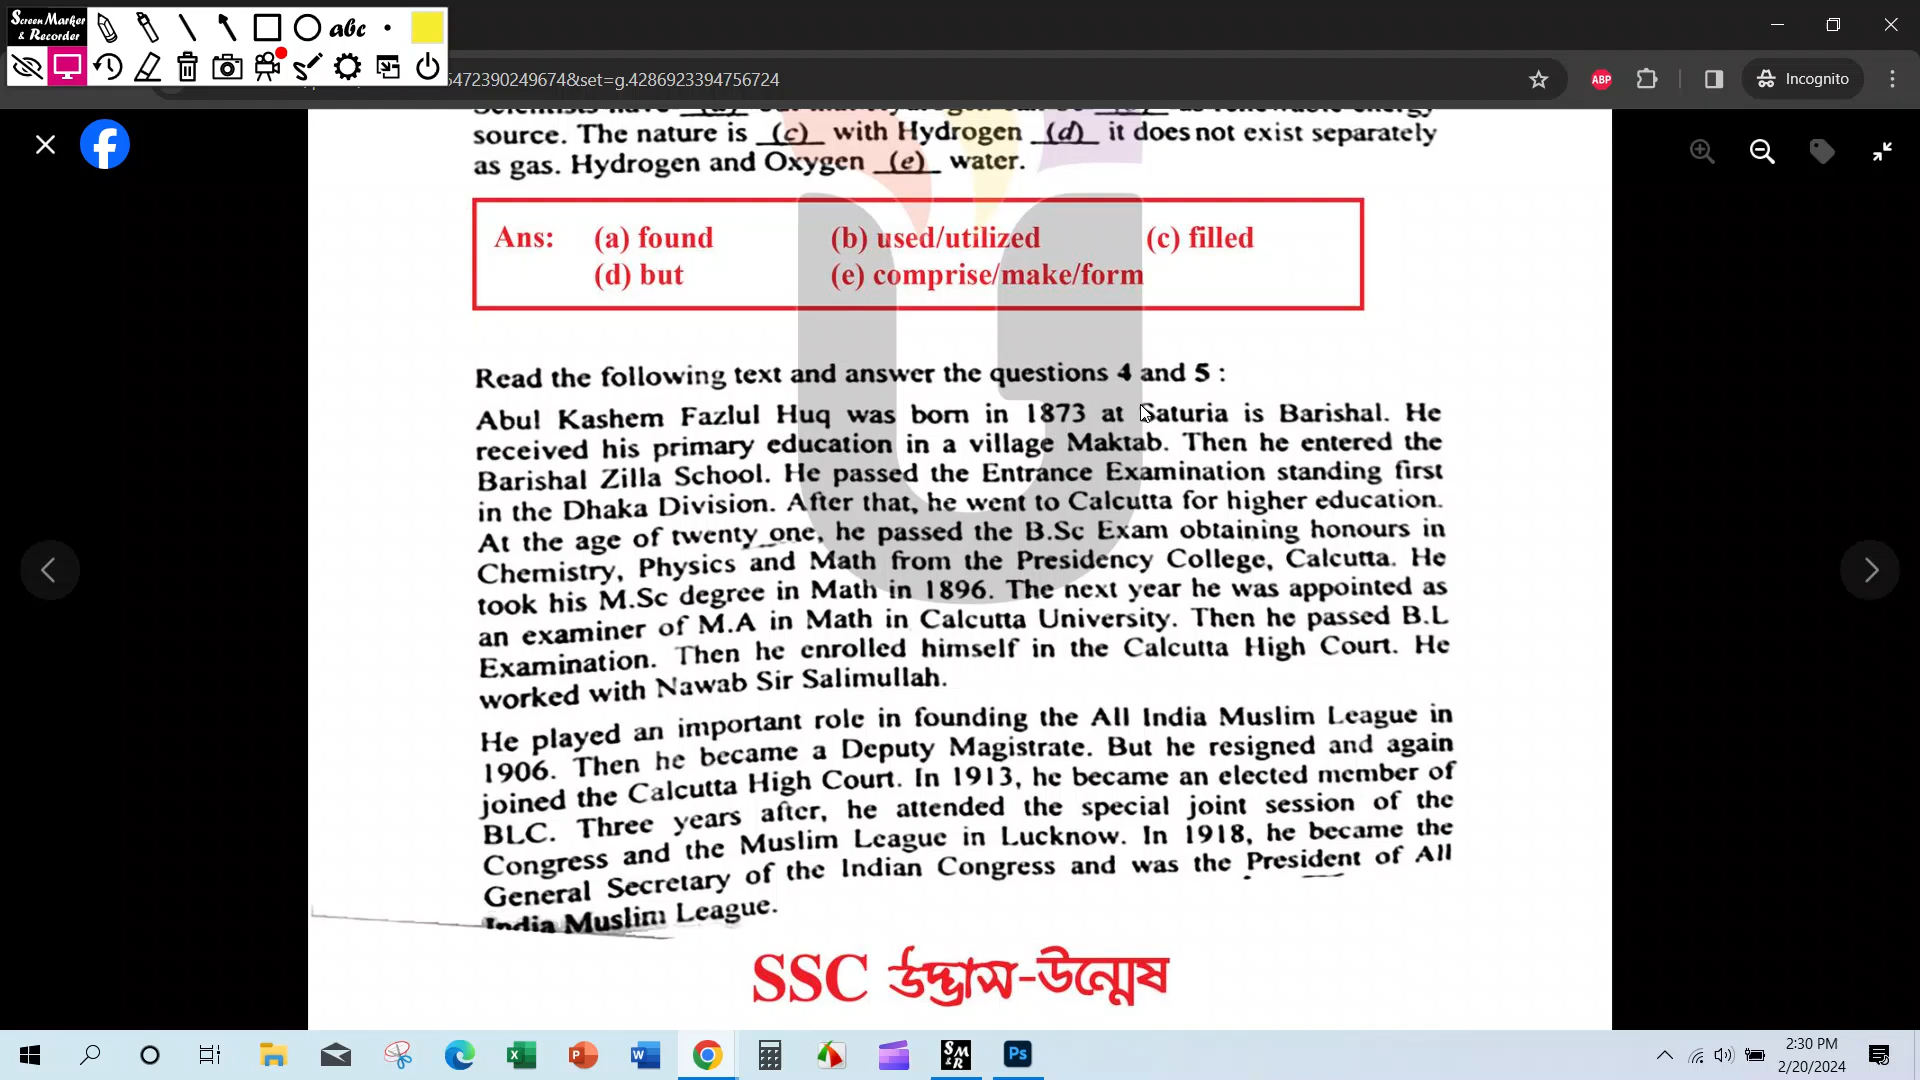 Screen Marker
& Recorder
abc
6472390249674&set=g.4286923394756724
ABP
Incognito
source. The nature is (c) with Hydrogen (d) it does not exist separately
as gas. Hydrogen and Oxygen (e) water.
Ans: (a) found (b) used/utilized (c) filled
(d) but (e) comprise/make/form
Read the following text and answer the questions 4 and 5 :
Abul Kashem Fazlul Huq was born in 1873 at Saturia is Barishal. He
received his primary education in a village Maktab. Then he entered the
Barishal Zilla School. He passed the Entrance Examination standing first
in the Dhaka Division. After that, he went to Calcutta for higher education.
At the age of twenty one, he passed the B.Sc Exam obtaining honours in
Chemistry, Physics and Math from the Presidency College, Calcutta. He
took his M.Sc degree in Math in 1896. The next year he was appointed as
an examiner of M.A in Math in Calcutta University. Then he passed B.L
Examination. Then he enrolled himself in the Calcutta High Court. He
worked with Nawab Sir Salimullah.
He played an important role in founding the All India Muslim League in
1906. Then he became a Deputy Magistrate. But he resigned and again
joined the Calcutta High Court. In 1913, he became an elected member of
BLC. Three years after, he attended the special joint session of the
Congress and the Muslim League in Lucknow. In 1918, he became the
General Secretary of the Indian Congress and was the President of All
India Muslim League.
SSC উদ্ভাস-উন্মেষ
SM
&R
Ps
2:30 PM
2/20/2024